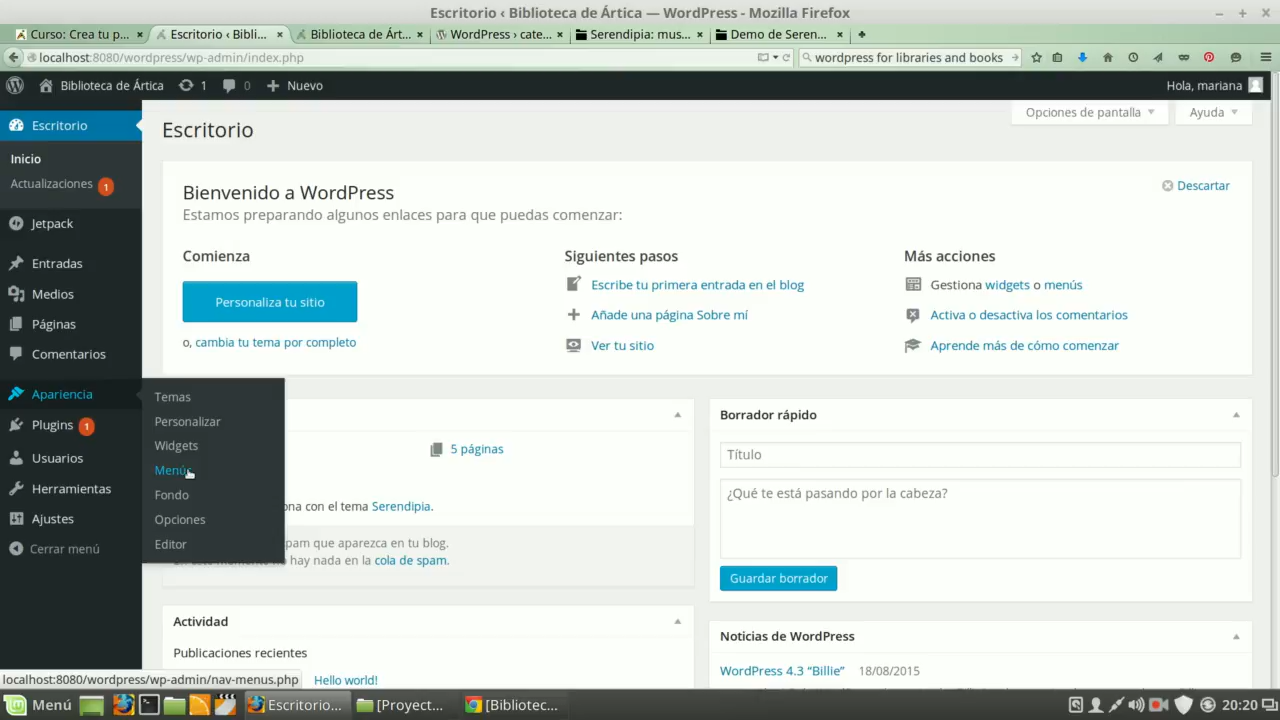 Escritorio ‹ Biblioteca de Ártica — WordPress - Mozilla Firefox
Curso: Crea tu p...
Escritorio ‹ Bibli...
Biblioteca de Árt...
WordPress › cate...
Serendipia: mus...
Demo de Seren...
localhost:8080/wordpress/wp-admin/index.php
wordpress for libraries and books
Biblioteca de Ártica
1
0
Nuevo
Hola, mariana
Escritorio
Inicio
Actualizaciones 1
Jetpack
Entradas
Medios
Páginas
Comentarios
Apariencia
Plugins 1
Usuarios
Herramientas
Ajustes
Cerrar menú
Temas
Personalizar
Widgets
Menús
Fondo
Opciones
Editor
Escritorio
Opciones de pantalla
Ayuda
Bienvenido a WordPress
Descartar
Estamos preparando algunos enlaces para que puedas comenzar:
Comienza
Personaliza tu sitio
o, cambia tu tema por completo
Siguientes pasos
Escribe tu primera entrada en el blog
Añade una página Sobre mí
Ver tu sitio
Más acciones
Gestiona widgets o menús
Activa o desactiva los comentarios
Aprende más de cómo comenzar
5 páginas
ona con el tema Serendipia.
spam que aparezca en tu blog.
hay nada en la cola de spam.
Actividad
Publicaciones recientes
Hello world!
Borrador rápido
Título
¿Qué te está pasando por la cabeza?
Guardar borrador
Noticias de WordPress
WordPress 4.3 “Billie” 18/08/2015
localhost:8080/wordpress/wp-admin/nav-menus.php
Menú
Escritorio...
[Proyect...
[Bibliotec...
20:20